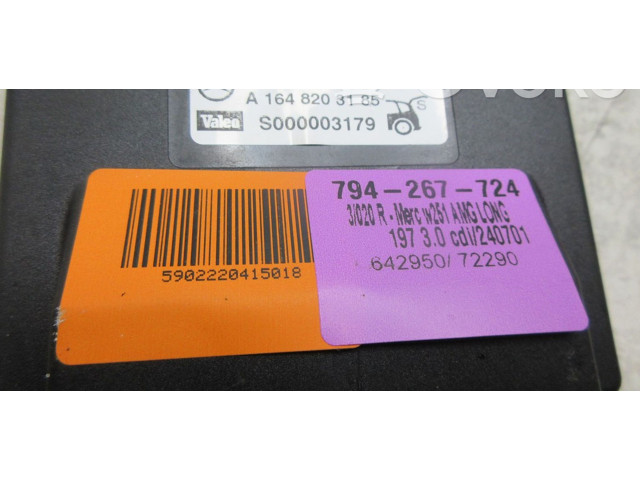 A 164 820 31 85
Valeo S000003179
S
794-267-724
3/020 R - Merc w251 AMG LONG
197 3.0 cdi/240701
642950/ 72290
5902220415018